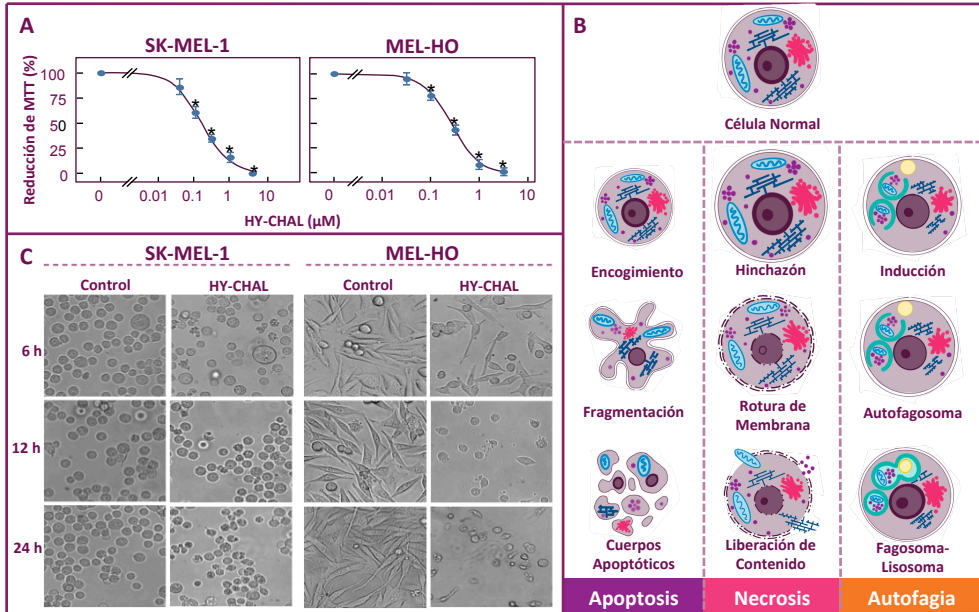 A
SK-MEL-1
MEL-HO
Reducción de MTT (%)
100
75
50
25
0
* * * * *
* * * *
0 0.01 0.1 1 10
0 0.01 0.1 1 10
HY-CHAL (µM)
B
Célula Normal
Encogimiento
Hinchazón
Inducción
Fragmentación
Rotura de
Membrana
Autofagosoma
Cuerpos
Apoptóticos
Liberación de
Contenido
Fagosoma-
Lisosoma
Apoptosis
Necrosis
Autofagia
C
SK-MEL-1
MEL-HO
Control
HY-CHAL
Control
HY-CHAL
6 h
12 h
24 h